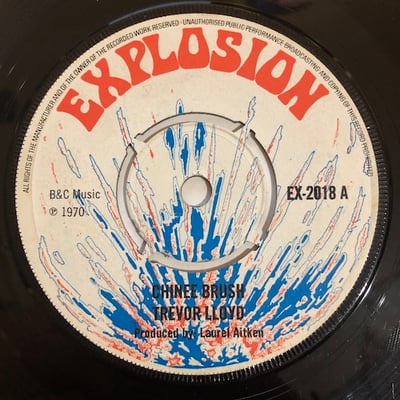 ALL RIGHTS OF THE MANUFACTURER AND OF THE OWNER OF THE RECORDED WORK RESERVED · UNAUTHORISED PUBLIC PERFORMANCE BROADCASTING AND COPYING OF THIS RECORD PROHIBITED
EXPLOSION
B&C Music
℗ 1970
EX-2018 A
CHINEE BRUSH
TREVOR LLOYD
Produced by Laurel Aitken